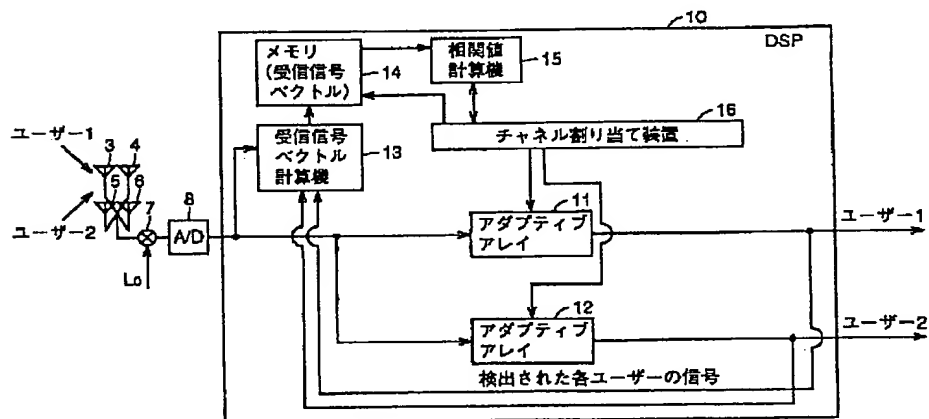 10
DSP
メモリ
(受信信号
ベクトル)
14
相関値
計算機
15
16
チャネル割り当て装置
受信信号
ベクトル
計算機
13
ユーザー1
3
4
5
6
7
8
A/D
ユーザー2
Lo
11
アダプティブ
アレイ
ユーザー1
12
アダプティブ
アレイ
ユーザー2
検出された各ユーザーの信号